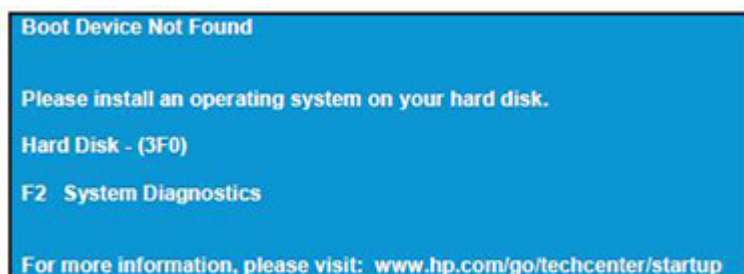 Boot Device Not Found
Please install an operating system on your hard disk.
Hard Disk - (3F0)
F2 System Diagnostics
For more information, please visit: www.hp.com/go/techcenter/startup